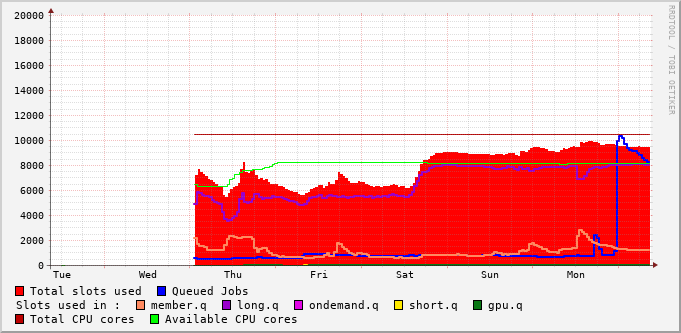 20000
18000
16000
14000
12000
10000
8000
6000
4000
2000
0
Tue Wed Thu Fri Sat Sun Mon
RRDTOOL / TOBI OETIKER
Total slots used Queued Jobs
Slots used in : member.q long.q ondemand.q short.q gpu.q
Total CPU cores Available CPU cores